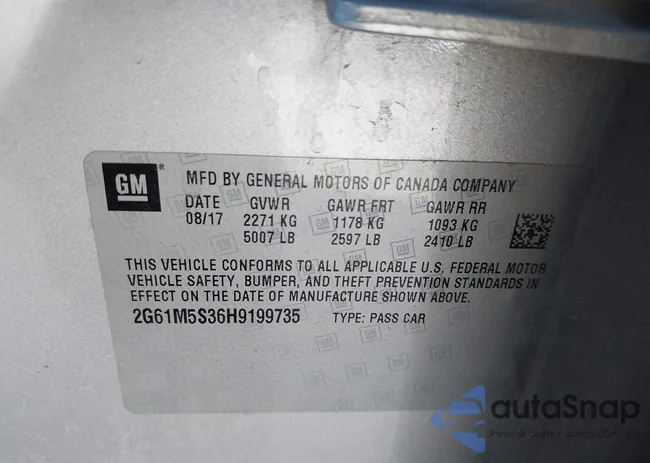 GM
MFD BY GENERAL MOTORS OF CANADA COMPANY
DATE GVWR GAWR FRT GAWR RR
08/17 2271 KG 1178 KG 1093 KG
5007 LB 2597 LB 2410 LB
THIS VEHICLE CONFORMS TO ALL APPLICABLE U.S. FEDERAL MOTOR
VEHICLE SAFETY, BUMPER, AND THEFT PREVENTION STANDARDS IN
EFFECT ON THE DATE OF MANUFACTURE SHOWN ABOVE.
2G61M5S36H9199735 TYPE: PASS CAR
autoSnap